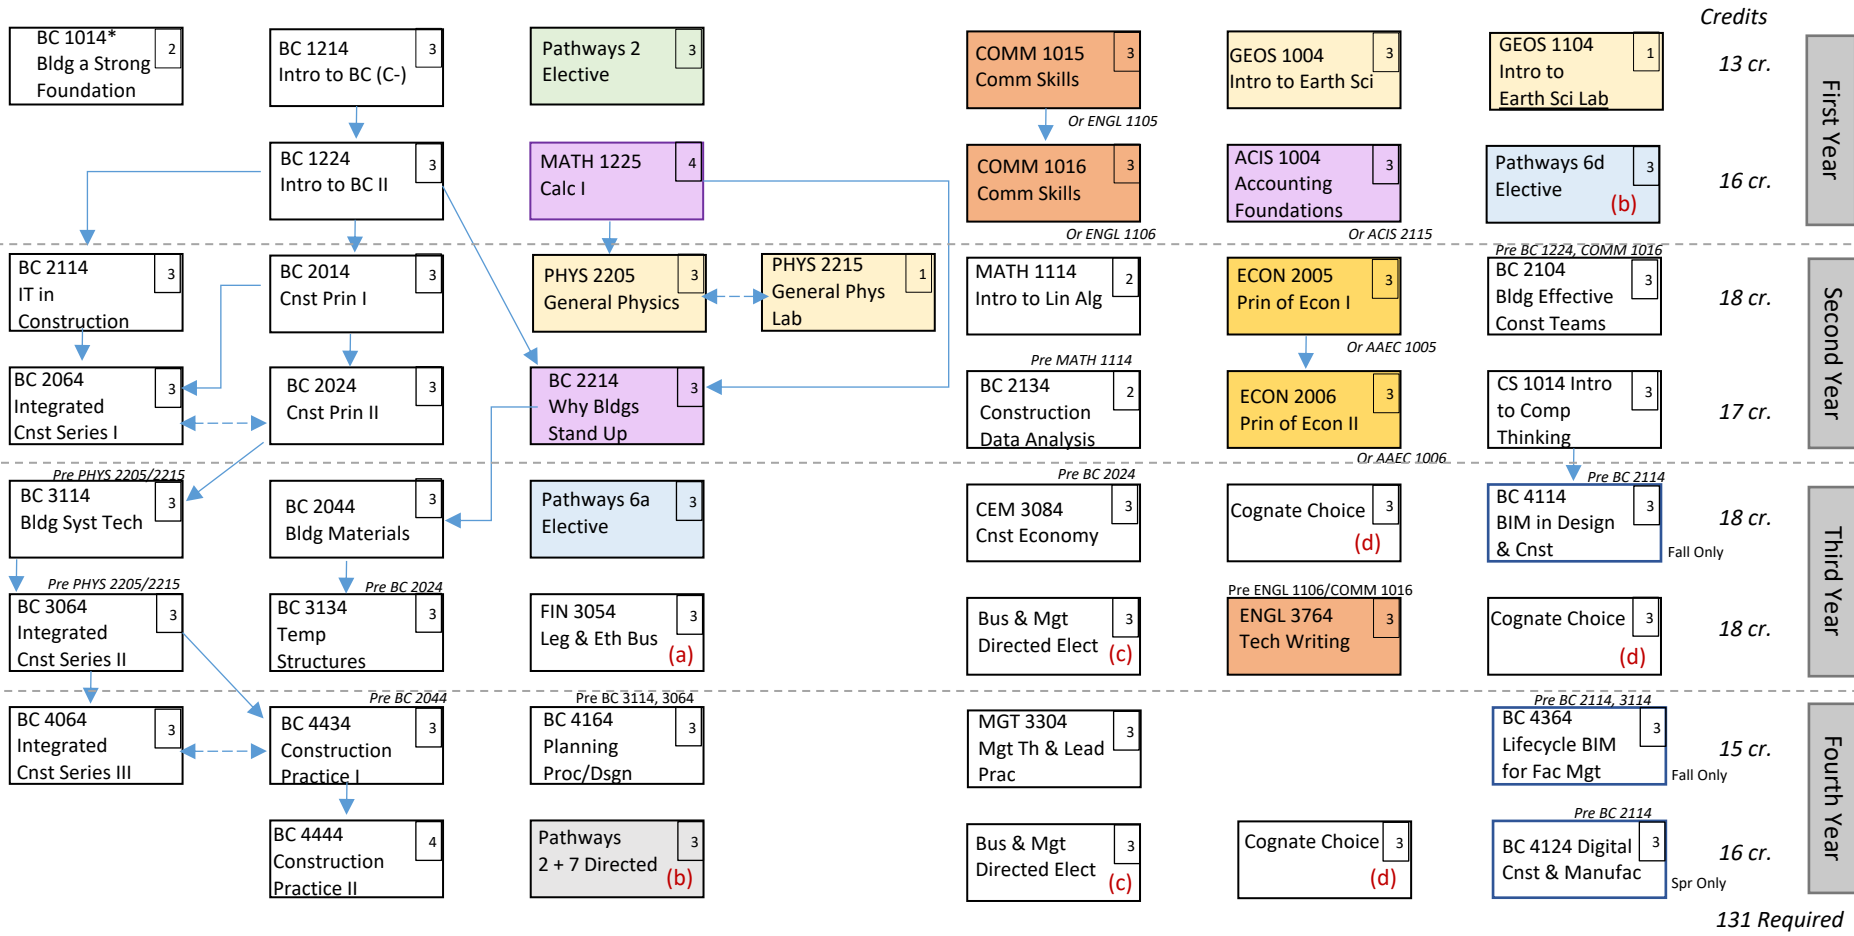 Credits
BC 1014*
Bldg a Strong
Foundation
2
BC 1214
Intro to BC (C-)
3
Pathways 2
Elective
3
COMM 1015
Comm Skills
3
Or ENGL 1105
GEOS 1004
Intro to Earth Sci
3
GEOS 1104
Intro to
Earth Sci Lab
1
13 cr.
First Year
BC 1224
Intro to BC II
3
MATH 1225
Calc I
4
COMM 1016
Comm Skills
3
Or ENGL 1106
ACIS 1004
Accounting
Foundations
3
Or ACIS 2115
Pathways 6d
Elective
3
(b)
16 cr.
BC 2114
IT in
Construction
3
BC 2014
Cnst Prin I
3
PHYS 2205
General Physics
3
PHYS 2215
General Phys
Lab
1
MATH 1114
Intro to Lin Alg
2
ECON 2005
Prin of Econ I
3
Or AAEC 1005
Pre BC 1224, COMM 1016
BC 2104
Bldg Effective
Const Teams
3
18 cr.
Second Year
BC 2064
Integrated
Cnst Series I
3
BC 2024
Cnst Prin II
3
BC 2214
Why Bldgs
Stand Up
3
Pre MATH 1114
BC 2134
Construction
Data Analysis
2
ECON 2006
Prin of Econ II
3
Or AAEC 1006
CS 1014 Intro
to Comp
Thinking
3
17 cr.
Pre PHYS 2205/2215
BC 3114
Bldg Syst Tech
3
BC 2044
Bldg Materials
3
Pathways 6a
Elective
3
Pre BC 2024
CEM 3084
Cnst Economy
3
Cognate Choice
3
(d)
Pre BC 2114
BC 4114
BIM in Design
& Cnst
3
Fall Only
18 cr.
Third Year
Pre PHYS 2205/2215
BC 3064
Integrated
Cnst Series II
3
Pre BC 2024
BC 3134
Temp
Structures
3
FIN 3054
Leg & Eth Bus
3
(a)
Bus & Mgt
Directed Elect
3
(c)
Pre ENGL 1106/COMM 1016
ENGL 3764
Tech Writing
3
Cognate Choice
3
(d)
18 cr.
BC 4064
Integrated
Cnst Series III
3
Pre BC 2044
BC 4434
Construction
Practice I
3
Pre BC 3114, 3064
BC 4164
Planning
Proc/Dsgn
3
MGT 3304
Mgt Th & Lead
Prac
3
Pre BC 2114, 3114
BC 4364
Lifecycle BIM
for Fac Mgt
3
Fall Only
15 cr.
Fourth Year
BC 4444
Construction
Practice II
4
Pathways
2 + 7 Directed
3
(b)
Bus & Mgt
Directed Elect
3
(c)
Cognate Choice
3
(d)
Pre BC 2114
BC 4124 Digital
Cnst & Manufac
3
Spr Only
16 cr.
131 Required